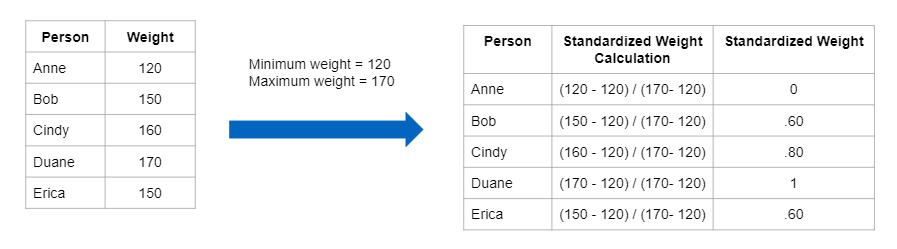 Person Weight
Anne 120
Bob 150
Cindy 160
Duane 170
Erica 150
Minimum weight = 120
Maximum weight = 170
Person Standardized Weight Calculation Standardized Weight
Anne (120 - 120) / (170- 120) 0
Bob (150 - 120) / (170- 120) .60
Cindy (160 - 120) / (170- 120) .80
Duane (170 - 120) / (170- 120) 1
Erica (150 - 120) / (170- 120) .60